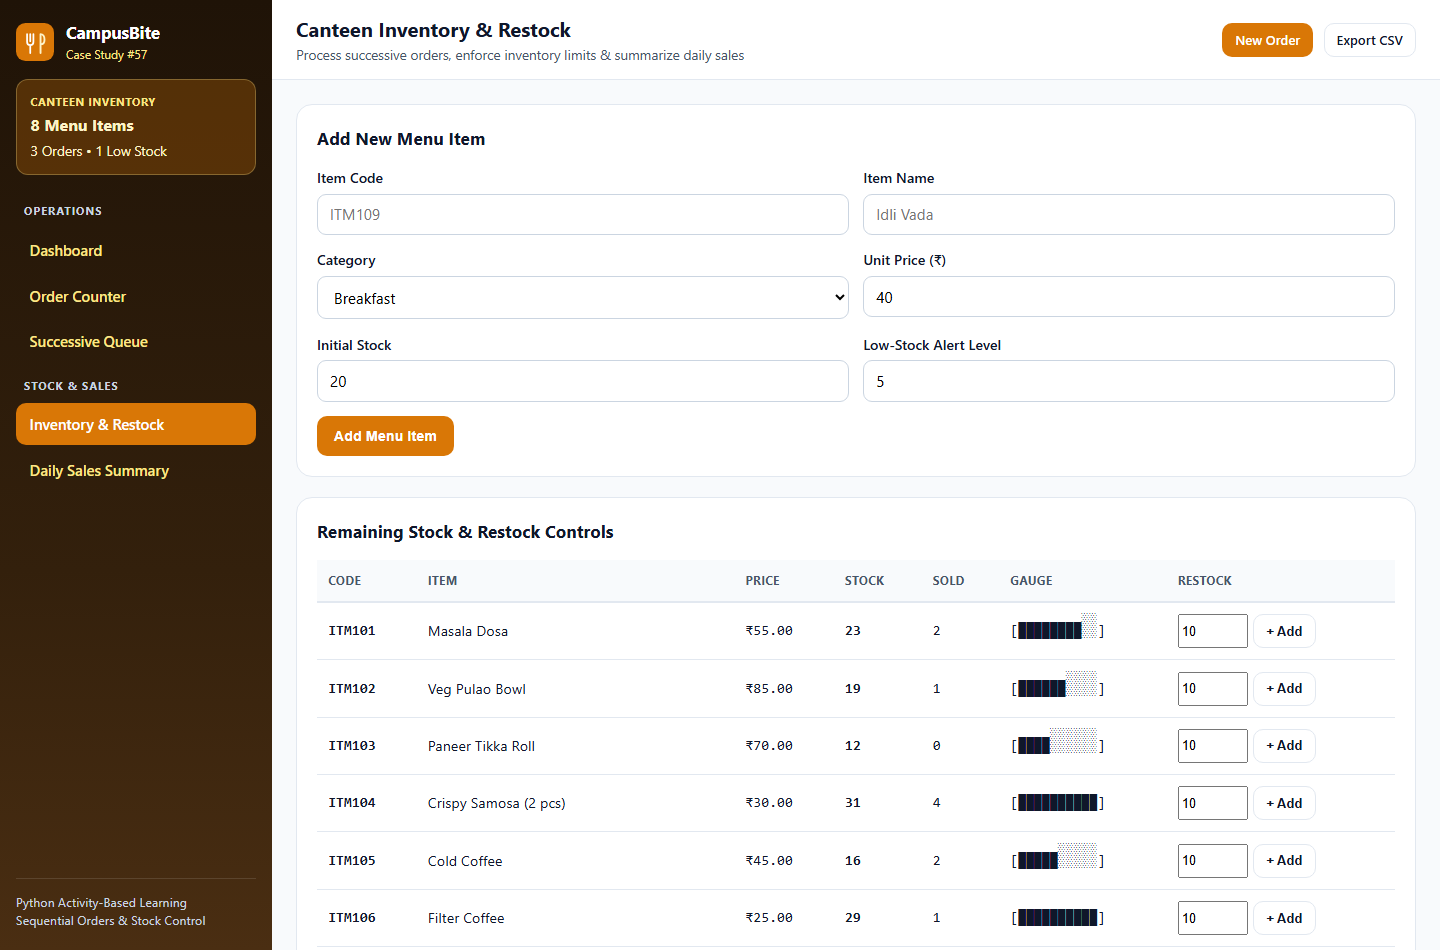 CampusBite
Case Study #57
CANTEEN INVENTORY
8 Menu Items
3 Orders • 1 Low Stock
OPERATIONS
Dashboard
Order Counter
Successive Queue
STOCK & SALES
Inventory & Restock
Daily Sales Summary
Python Activity-Based Learning
Sequential Orders & Stock Control
Canteen Inventory & Restock
Process successive orders, enforce inventory limits & summarize daily sales
New Order
Export CSV
Add New Menu Item
Item Code
Item Name
ITM109
Idli Vada
Category
Unit Price (₹)
Breakfast
40
Initial Stock
Low-Stock Alert Level
20
5
Add Menu Item
Remaining Stock & Restock Controls
CODE ITEM PRICE STOCK SOLD GAUGE RESTOCK
ITM101 Masala Dosa ₹55.00 23 2 [████████░░] 10 + Add
ITM102 Veg Pulao Bowl ₹85.00 19 1 [██████░░░░] 10 + Add
ITM103 Paneer Tikka Roll ₹70.00 12 0 [████░░░░░░] 10 + Add
ITM104 Crispy Samosa (2 pcs) ₹30.00 31 4 [██████████] 10 + Add
ITM105 Cold Coffee ₹45.00 16 2 [█████░░░░░] 10 + Add
ITM106 Filter Coffee ₹25.00 29 1 [██████████] 10 + Add